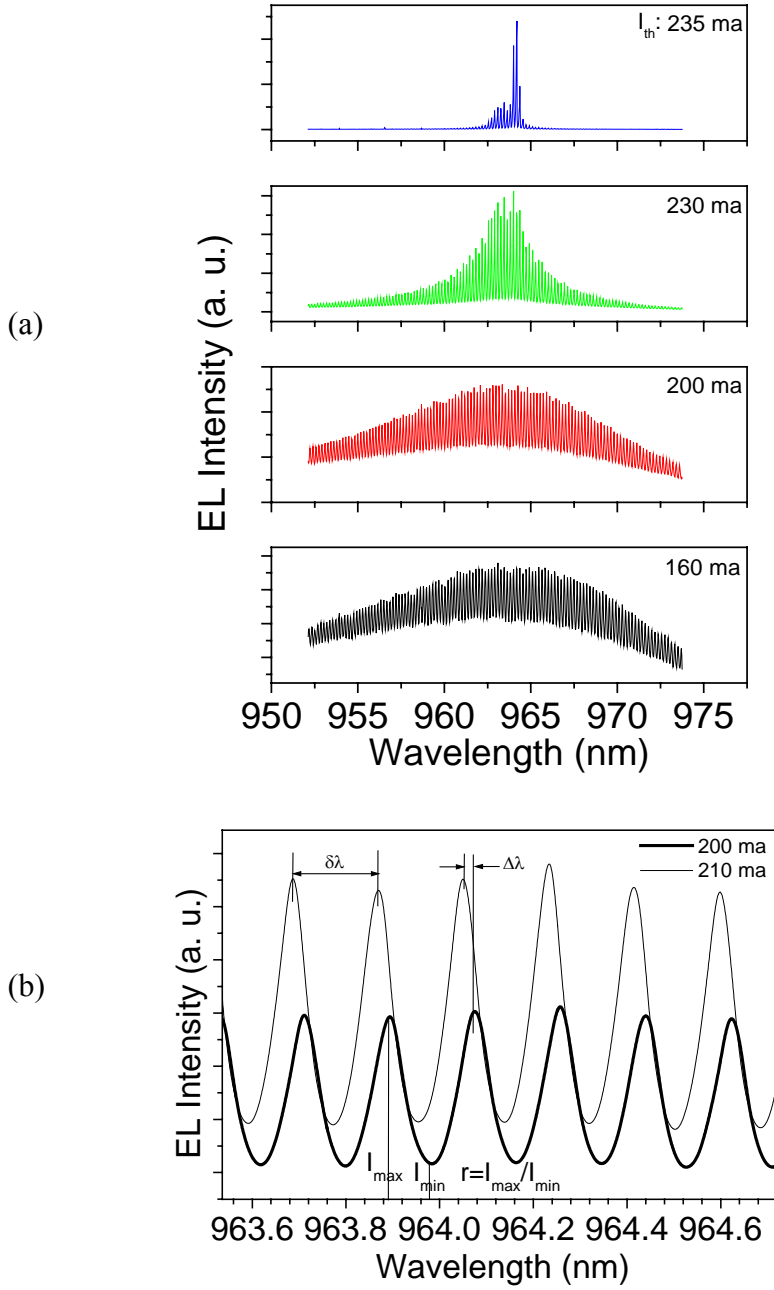 I_th: 235 ma
230 ma
(a)
EL Intensity (a. u.)
200 ma
160 ma
950 955 960 965 970 975
Wavelength (nm)
200 ma
210 ma
δλ Δλ
(b)
EL Intensity (a. u.)
I_max I_min r=I_max/I_min
963.6 963.8 964.0 964.2 964.4 964.6
Wavelength (nm)